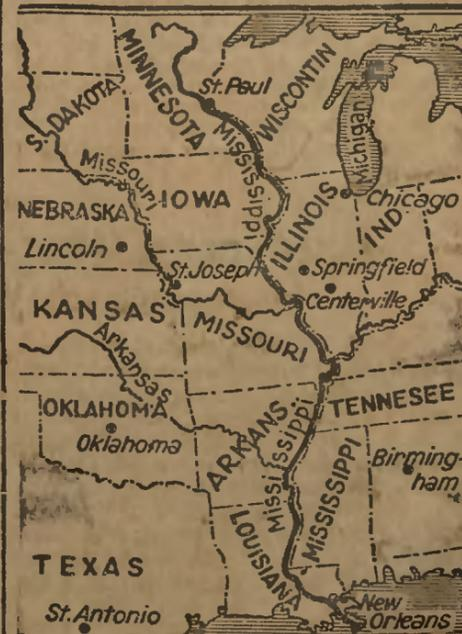 MINNESOTA
St. Paul
WISCONTIN
Michigan
S. DAKOTA
Mississippi
Missouri
IOWA
Chicago
NEBRASKA
ILLINOIS
IND
Lincoln
St. Joseph
Springfield
Centerville
KANSAS
MISSOURI
Arkansas
OKLAHOMA
Oklahoma
ARKANS.
Mississippi
TENNESEE
MISSISSIPPI
Birming-
ham
LOUISIANA
TEXAS
St. Antonio
New
Orleans